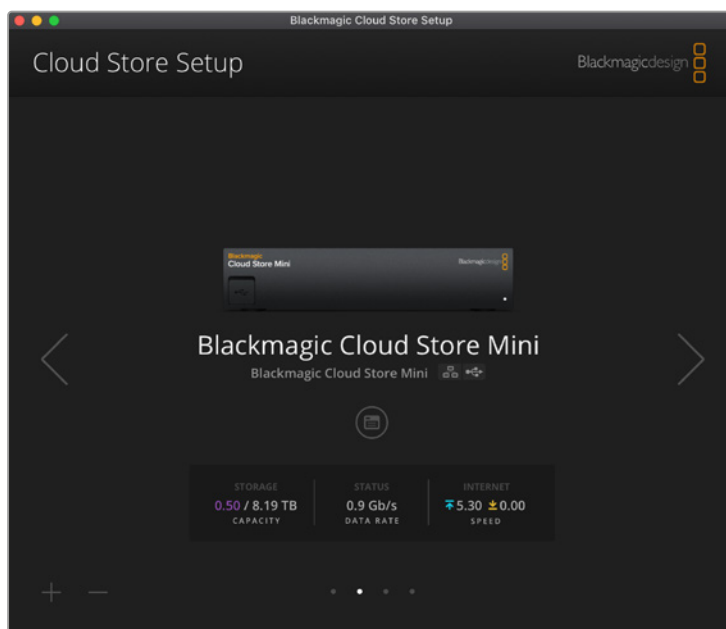 Blackmagic Cloud Store Setup
Cloud Store Setup
Blackmagicdesign
Blackmagic
Cloud Store Mini
Blackmagicdesign
Blackmagic Cloud Store Mini
Blackmagic Cloud Store Mini
STORAGE STATUS INTERNET
0.50 / 8.19 TB 0.9 Gb/s 5.30 0.00
CAPACITY DATA RATE SPEED